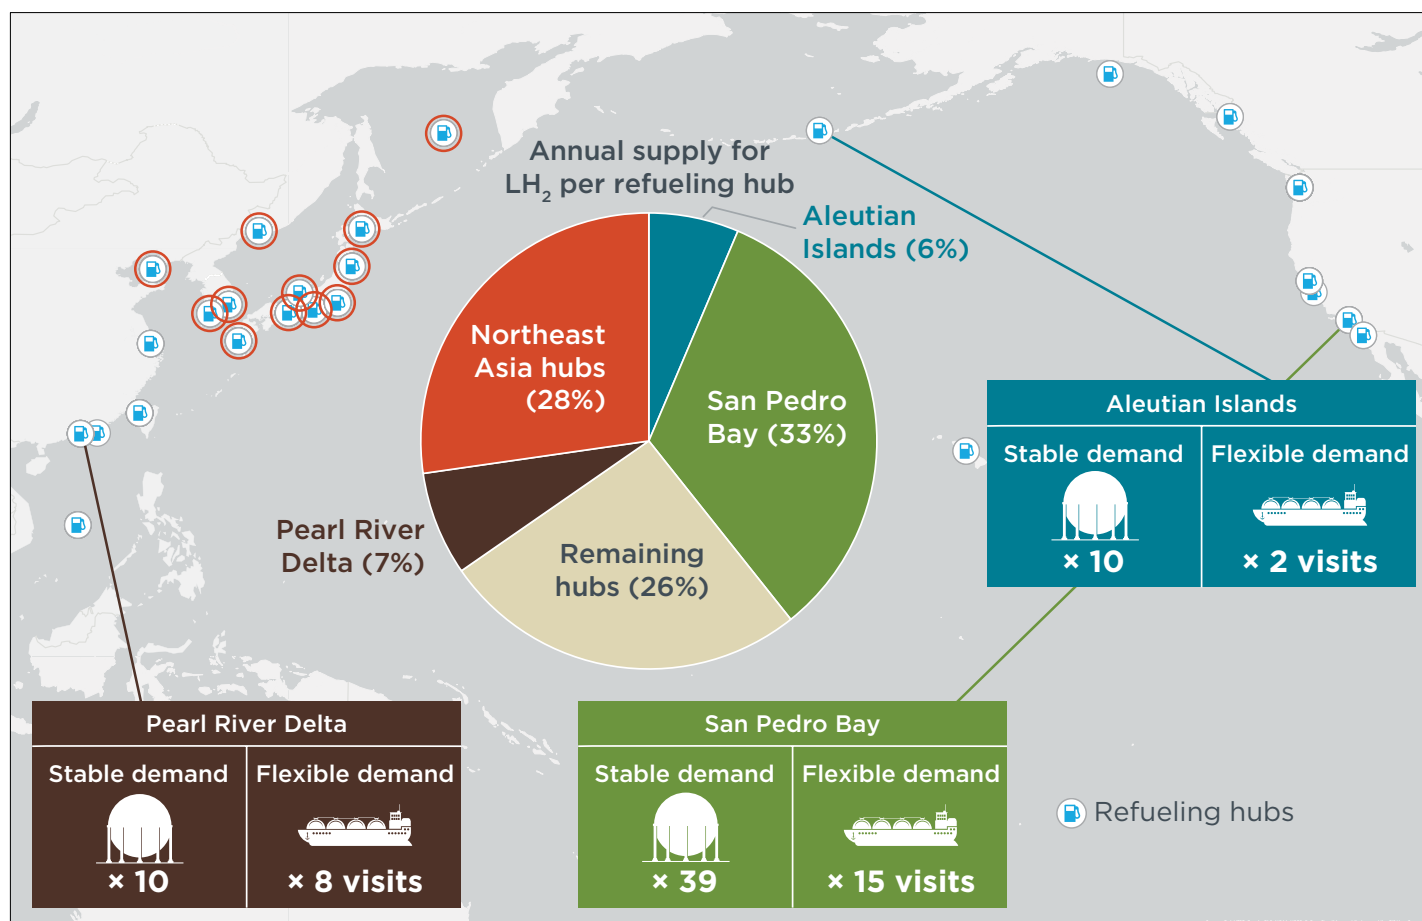 Annual supply for
LH2 per refueling hub
Aleutian
Islands (6%)
Northeast
Asia hubs
(28%)
San Pedro
Bay (33%)
Pearl River
Delta (7%)
Remaining
hubs (26%)
Aleutian Islands
Stable demand
Flexible demand
× 10
× 2 visits
Pearl River Delta
Stable demand
Flexible demand
× 10
× 8 visits
San Pedro Bay
Stable demand
Flexible demand
× 39
× 15 visits
Refueling hubs